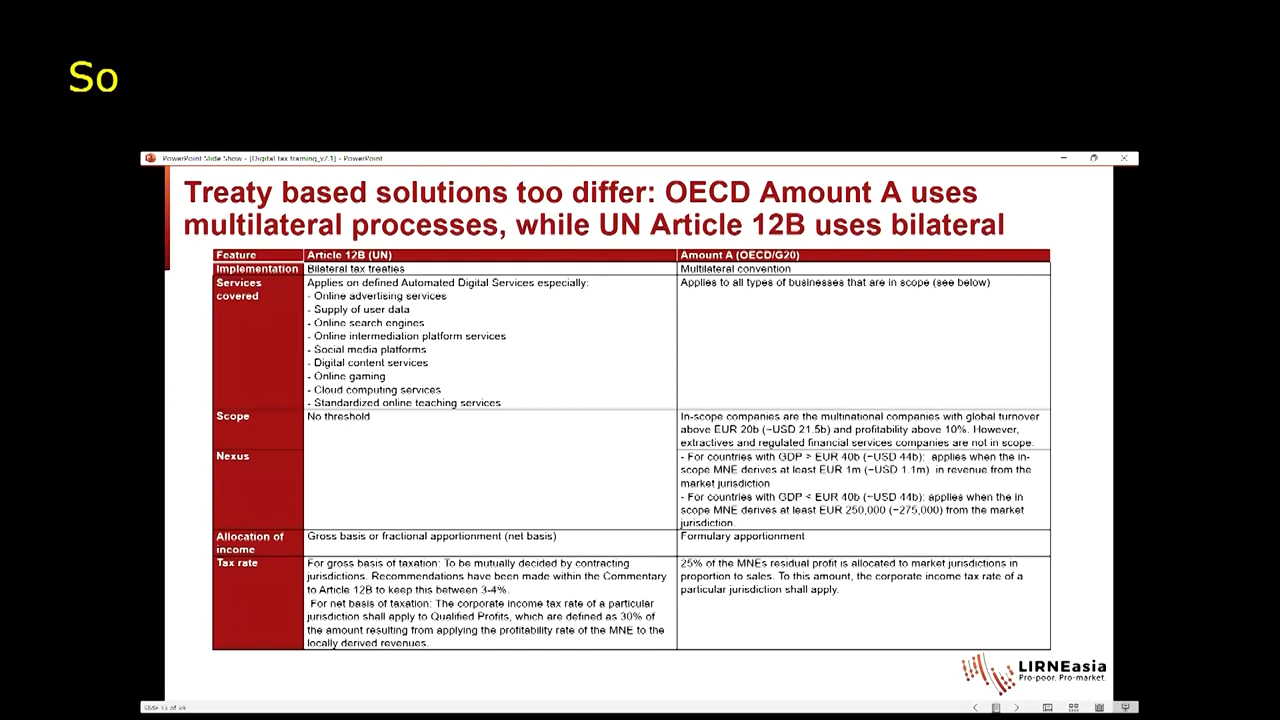 So
PowerPoint Slide Show - [Digital tax framing_v2.1] - PowerPoint
Treaty based solutions too differ: OECD Amount A uses
multilateral processes, while UN Article 12B uses bilateral
Feature Article 12B (UN) Amount A (OECD/G20)
Implementation Bilateral tax treaties Multilateral convention
Services
covered
Applies on defined Automated Digital Services especially:
- Online advertising services
- Supply of user data
- Online search engines
- Online intermediation platform services
- Social media platforms
- Digital content services
- Online gaming
- Cloud computing services
- Standardized online teaching services
Applies to all types of businesses that are in scope (see below)
Scope
No threshold
In-scope companies are the multinational companies with global turnover
above EUR 20b (~USD 21.5b) and profitability above 10%. However,
extractives and regulated financial services companies are not in scope.
Nexus
- For countries with GDP > EUR 40b (~USD 44b): applies when the in-
scope MNE derives at least EUR 1m (~USD 1.1m) in revenue from the
market jurisdiction
- For countries with GDP < EUR 40b (~USD 44b): applies when the in
scope MNE derives at least EUR 250,000 (~275,000) from the market
jurisdiction.
Allocation of
income
Gross basis or fractional apportionment (net basis)
Formulary apportionment
Tax rate
For gross basis of taxation: To be mutually decided by contracting
jurisdictions. Recommendations have been made within the Commentary
to Article 12B to keep this between 3-4%.
For net basis of taxation: The corporate income tax rate of a particular
jurisdiction shall apply to Qualified Profits, which are defined as 30% of
the amount resulting from applying the profitability rate of the MNE to the
locally derived revenues.
25% of the MNEs residual profit is allocated to market jurisdictions in
proportion to sales. To this amount, the corporate income tax rate of a
particular jurisdiction shall apply.
LIRNEasia
Pro-poor. Pro-market.